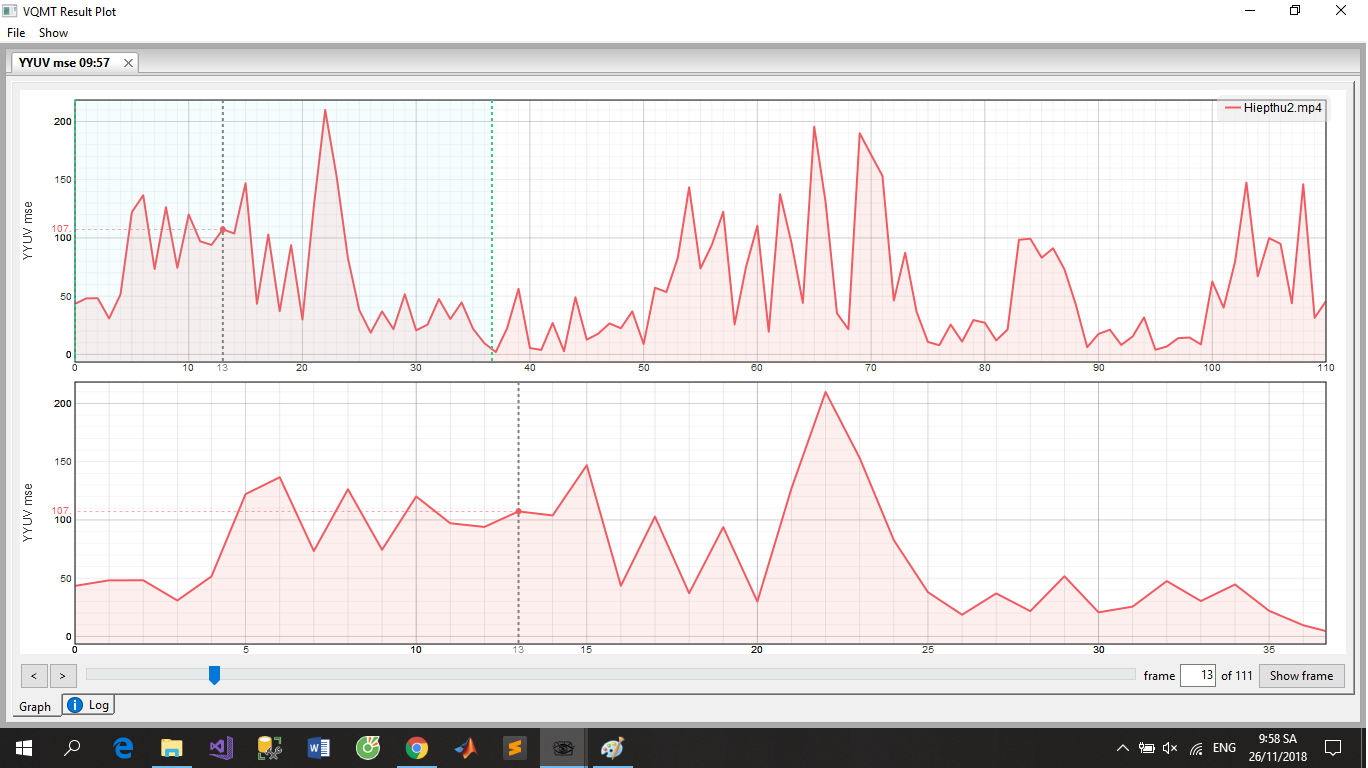 VQMT Result Plot
File Show
YYUV mse 09:57
Hiepthu2.mp4
YYUV mse
200
150
107.
100
50
0
0 10 13 20 30 40 50 60 70 80 90 100 110
YYUV mse
200
150
107.
100
50
0
0 5 10 13 15 20 25 30 35
< > frame 13 of 111 Show frame
Graph Log
ENG
9:58 SA
26/11/2018